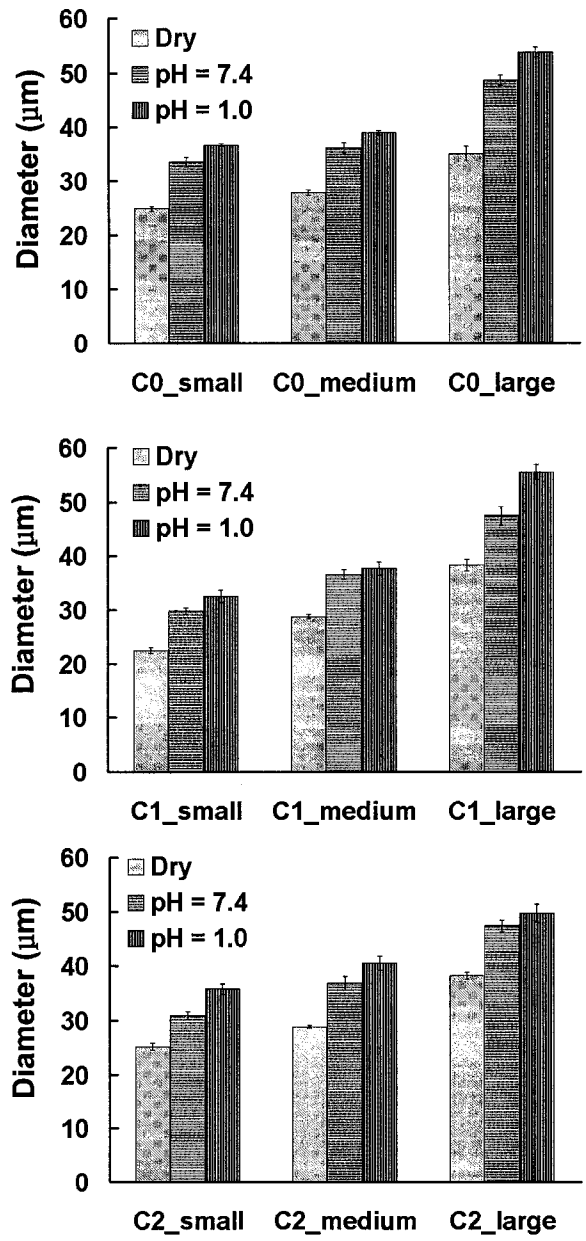 60
50
40
30
20
10
0
Diameter (μm)
Dry
pH = 7.4
pH = 1.0
C0_small C0_medium C0_large
60
50
40
30
20
10
0
Diameter (μm)
Dry
pH = 7.4
pH = 1.0
C1_small C1_medium C1_large
60
50
40
30
20
10
0
Diameter (μm)
Dry
pH = 7.4
pH = 1.0
C2_small C2_medium C2_large